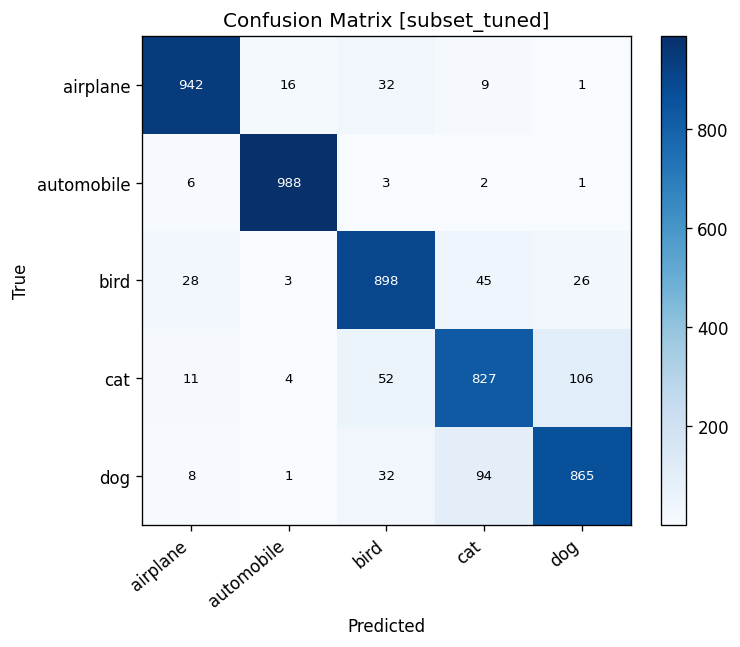 Confusion Matrix [subset_tuned]
airplane 942 16 32 9 1
automobile 6 988 3 2 1
bird 28 3 898 45 26
cat 11 4 52 827 106
dog 8 1 32 94 865
airplane automobile bird cat dog
Predicted
True
800
600
400
200